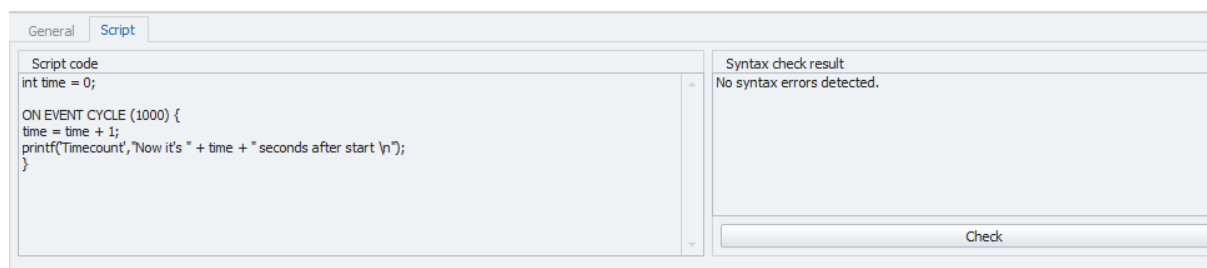 General Script
Script code
int time = 0;
ON EVENT CYCLE (1000) {
time = time + 1;
printf('Timecount',"Now it's " + time + " seconds after start \n");
}
Syntax check result
No syntax errors detected.
Check